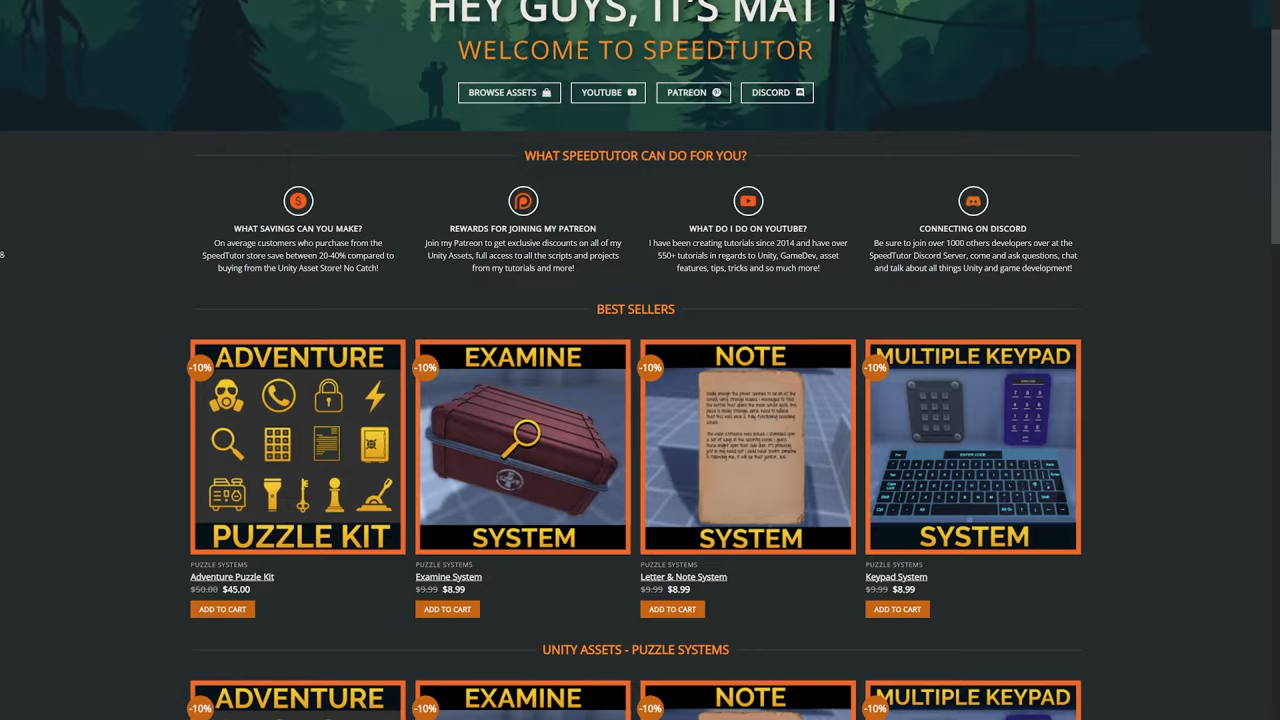 HEY GUYS, IT'S MATT
WELCOME TO SPEEDTUTOR
BROWSE ASSETS
YOUTUBE
PATREON
DISCORD
WHAT SPEEDTUTOR CAN DO FOR YOU?
WHAT SAVINGS CAN YOU MAKE?
On average customers who purchase from the
SpeedTutor store save between 20-40% compared to
buying from the Unity Asset Store! No Catch!
REWARDS FOR JOINING MY PATREON
Join my Patreon to get exclusive discounts on all of my
Unity Assets, full access to all the scripts and projects
from my tutorials and more!
WHAT DO I DO ON YOUTUBE?
I have been creating tutorials since 2014 and have over
550+ tutorials in regards to Unity, GameDev, asset
features, tips, tricks and so much more!
CONNECTING ON DISCORD
Be sure to join over 1000 others developers over at the
SpeedTutor Discord Server, come and ask questions, chat
and talk about all things Unity and game development!
8
BEST SELLERS
-10%
ADVENTURE
PUZZLE KIT
PUZZLE SYSTEMS
Adventure Puzzle Kit
$50.00 $45.00
ADD TO CART
-10%
EXAMINE
SYSTEM
PUZZLE SYSTEMS
Examine System
$9.99 $8.99
ADD TO CART
-10%
NOTE
SYSTEM
PUZZLE SYSTEMS
Letter & Note System
$9.99 $8.99
ADD TO CART
-10%
MULTIPLE KEYPAD
ENTER CODE
SYSTEM
PUZZLE SYSTEMS
Keypad System
$9.99 $8.99
ADD TO CART
UNITY ASSETS - PUZZLE SYSTEMS
-10%
ADVENTURE
-10%
EXAMINE
-10%
NOTE
-10%
MULTIPLE KEYPAD